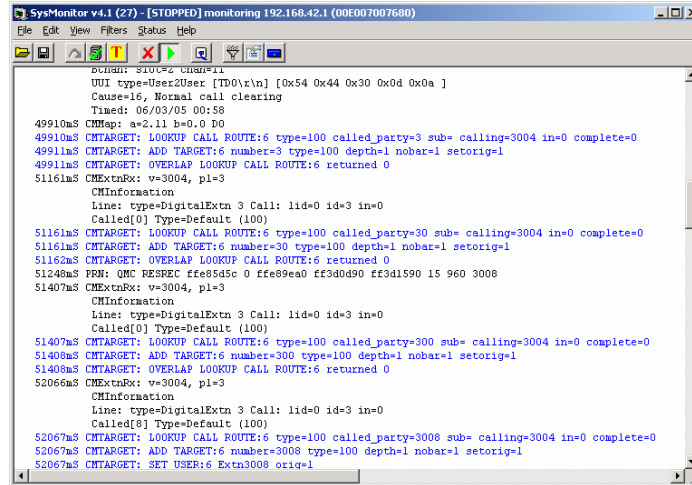 SysMonitor v4.1 (27) - [STOPPED] monitoring 192.168.42.1 (00E007007680)
File Edit View Filters Status Help
T
BChan: slot=2 chan=11
UUI type=User2User [TD0\r\n] [0x54 0x44 0x30 0x0d 0x0a ]
Cause=16, Normal call clearing
Timed: 06/03/05 00:58
49910mS CMMap: a=2.11 b=0.0 D0
49910mS CMTARGET: LOOKUP CALL ROUTE:6 type=100 called_party=3 sub= calling=3004 in=0 complete=0
49911mS CMTARGET: ADD TARGET:6 number=3 type=100 depth=1 nobar=1 setorig=1
49911mS CMTARGET: OVERLAP LOOKUP CALL ROUTE:6 returned 0
51161mS CMExtnRx: v=3004, p1=3
CMInformation
Line: type=DigitalExtn 3 Call: lid=0 id=3 in=0
Called[0] Type=Default (100)
51161mS CMTARGET: LOOKUP CALL ROUTE:6 type=100 called_party=30 sub= calling=3004 in=0 complete=0
51161mS CMTARGET: ADD TARGET:6 number=30 type=100 depth=1 nobar=1 setorig=1
51162mS CMTARGET: OVERLAP LOOKUP CALL ROUTE:6 returned 0
51248mS PRN: QMC RESREC ffe85d5c 0 ffe89ea0 ff3d0d90 ff3d1590 15 960 3008
51407mS CMExtnRx: v=3004, p1=3
CMInformation
Line: type=DigitalExtn 3 Call: lid=0 id=3 in=0
Called[0] Type=Default (100)
51407mS CMTARGET: LOOKUP CALL ROUTE:6 type=100 called_party=300 sub= calling=3004 in=0 complete=0
51408mS CMTARGET: ADD TARGET:6 number=300 type=100 depth=1 nobar=1 setorig=1
51408mS CMTARGET: OVERLAP LOOKUP CALL ROUTE:6 returned 0
52066mS CMExtnRx: v=3004, p1=3
CMInformation
Line: type=DigitalExtn 3 Call: lid=0 id=3 in=0
Called[8] Type=Default (100)
52067mS CMTARGET: LOOKUP CALL ROUTE:6 type=100 called_party=3008 sub= calling=3004 in=0 complete=0
52067mS CMTARGET: ADD TARGET:6 number=3008 type=100 depth=1 nobar=1 setorig=1
52067mS CMTARGET: SET USER:6 Extn3008 orig=1